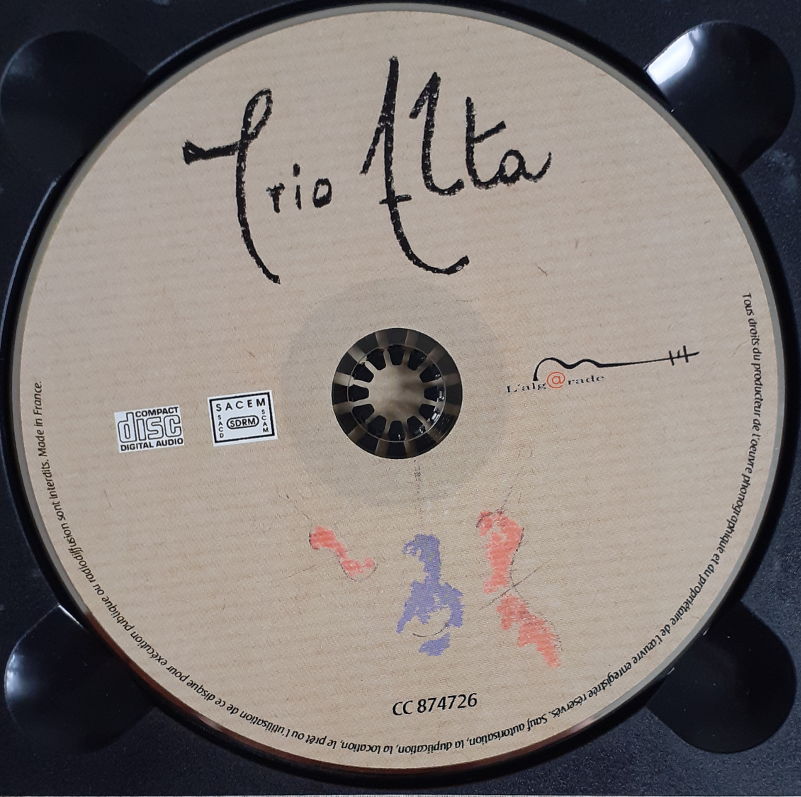 Trio Alta
L'alg@rade
COMPACT
disc
DIGITAL AUDIO
SACEM
SACD
SDRM
SCAM
CC 874726
Tous droits du producteur de l'oeuvre phonographique et du propriétaire de l'œuvre enregistrée réservés. Sauf autorisation, la duplication, la location, le prêt ou l'utilisation de ce disque pour exécution publique ou radiodiffusion sont interdits. Made in France.